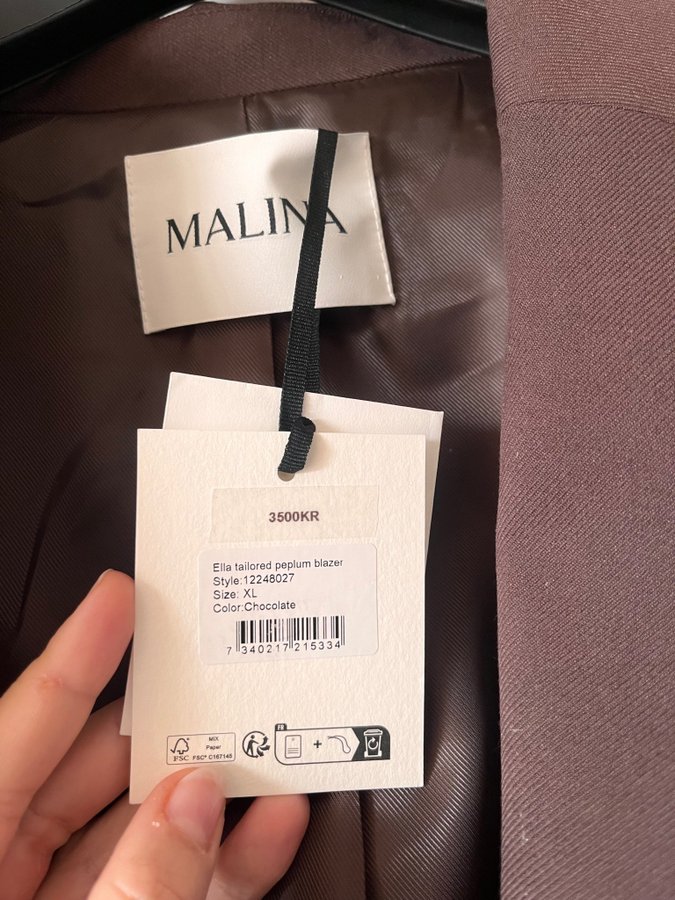 MALINA
3500KR
Ella tailored peplum blazer
Style:12248027
Size: XL
Color:Chocolate
7 340217 215334
FSC
MIX
Paper
FSC® C167145
FR
+